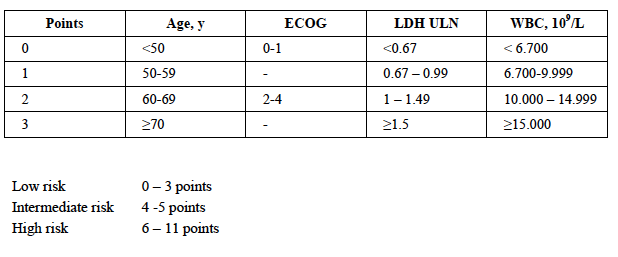 Points Age, y ECOG LDH ULN WBC, 10⁹/L
0 <50 0-1 <0.67 < 6.700
1 50-59 - 0.67 – 0.99 6.700-9.999
2 60-69 2-4 1 – 1.49 10.000 – 14.999
3 ≥70 - ≥1.5 ≥15.000
Low risk 0 – 3 points
Intermediate risk 4 -5 points
High risk 6 – 11 points